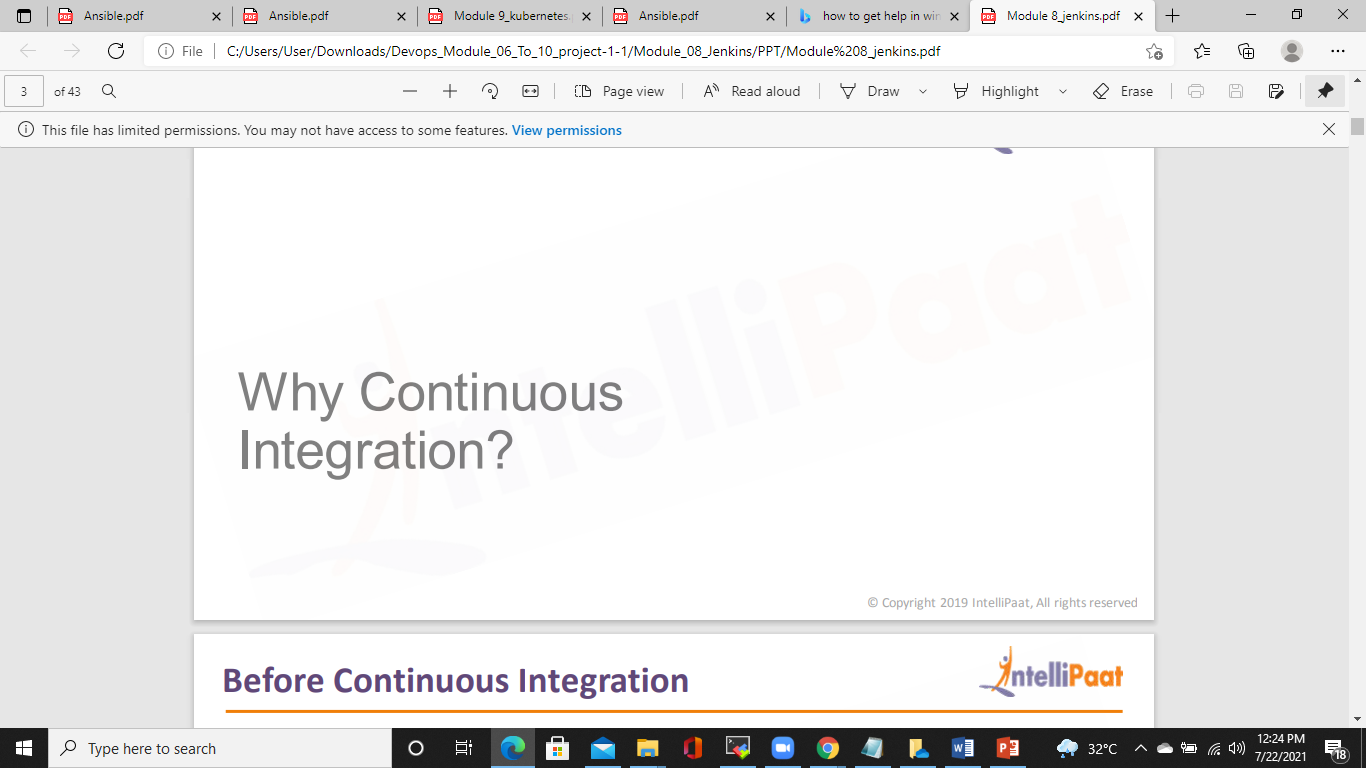 Ansible.pdf
Ansible.pdf
Module 9_kubernetes.
Ansible.pdf
how to get help in win
Module 8_jenkins.pdf
File
C:/Users/User/Downloads/Devops_Module_06_To_10_project-1-1/Module_08_Jenkins/PPT/Module%208_jenkins.pdf
3 of 43
Page view
Read aloud
Draw
Highlight
Erase
This file has limited permissions. You may not have access to some features. View permissions
IntelliPaat
Why Continuous
Integration?
© Copyright 2019 IntelliPaat, All rights reserved
Before Continuous Integration
IntelliPaat
Type here to search
32°C
12:24 PM
7/22/2021
18